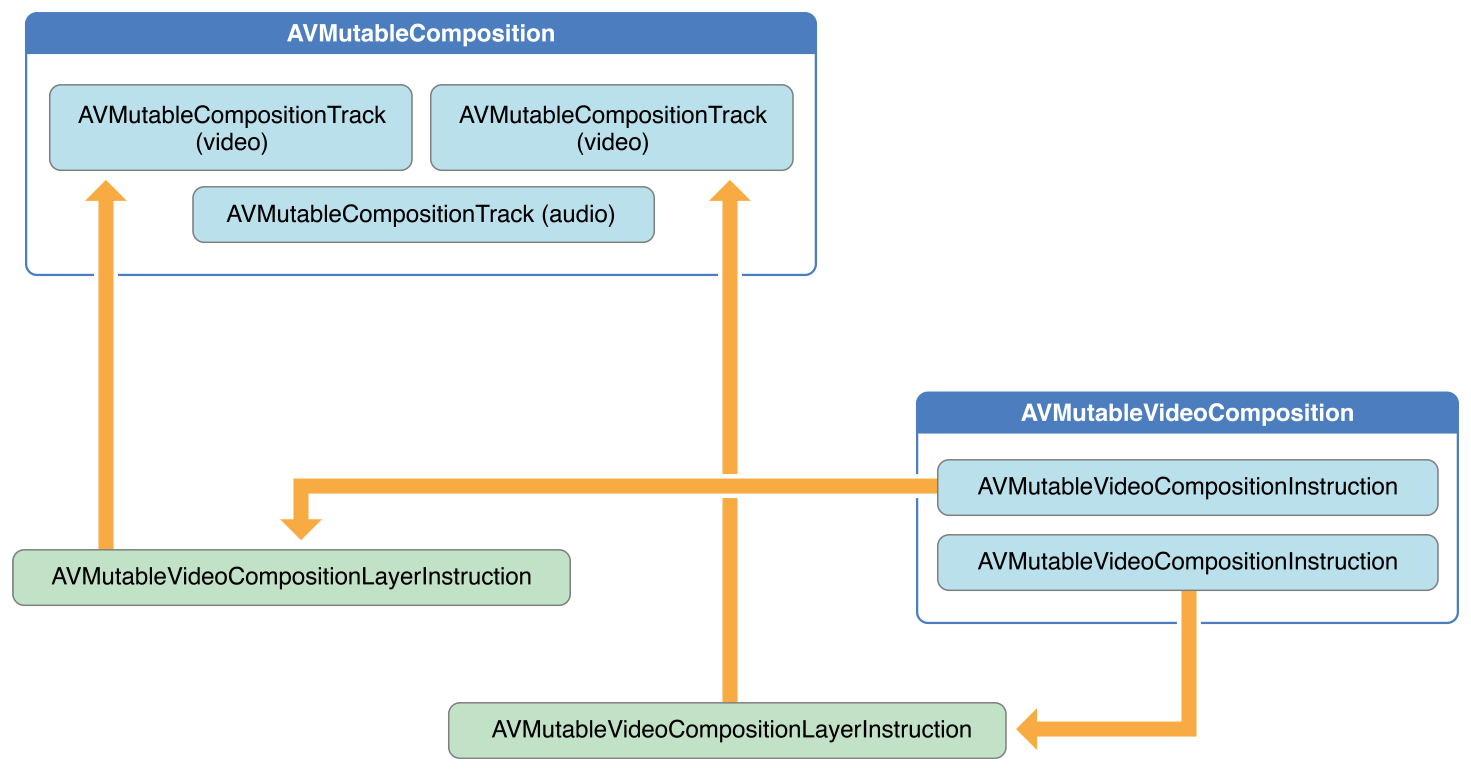 AVMutableComposition
AVMutableCompositionTrack
(video)
AVMutableCompositionTrack
(video)
AVMutableCompositionTrack (audio)
AVMutableVideoComposition
AVMutableVideoCompositionInstruction
AVMutableVideoCompositionInstruction
AVMutableVideoCompositionLayerInstruction
AVMutableVideoCompositionLayerInstruction